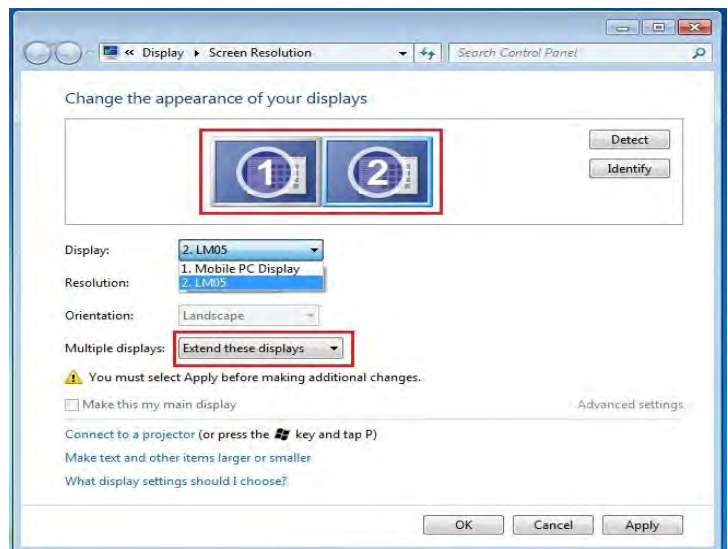 « Display ▸ Screen Resolution
Search Control Panel
Change the appearance of your displays
1 2
Detect
Identify
Display: 2. LM05
1. Mobile PC Display
2. LM05
Resolution:
Orientation: Landscape
Multiple displays: Extend these displays
You must select Apply before making additional changes.
Make this my main display
Advanced settings
Connect to a projector (or press the key and tap P)
Make text and other items larger or smaller
What display settings should I choose?
OK Cancel Apply